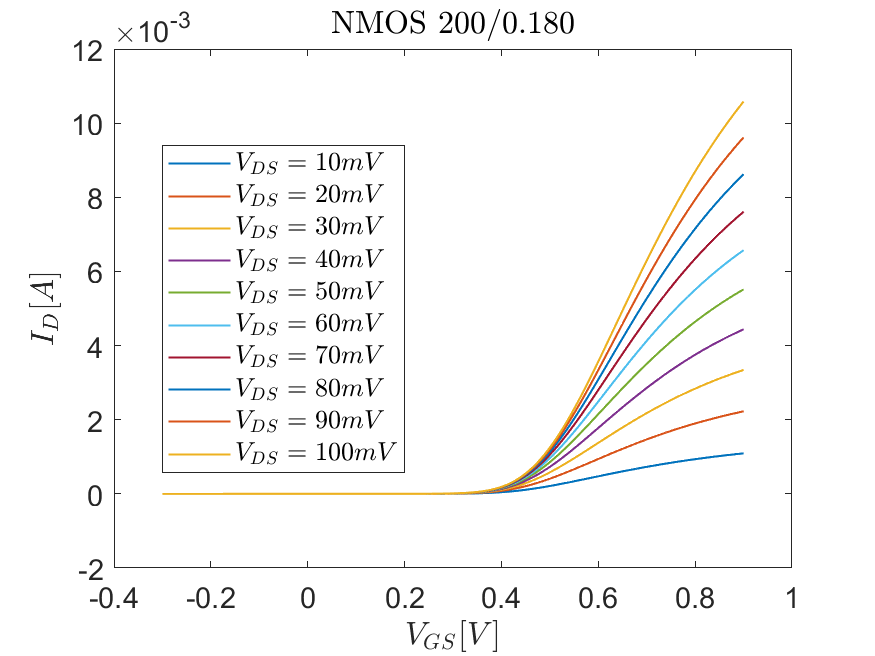 NMOS 200/0.180
×10-3
12
10
8
6
4
2
0
-2
I_D[A]
V_DS = 10mV
V_DS = 20mV
V_DS = 30mV
V_DS = 40mV
V_DS = 50mV
V_DS = 60mV
V_DS = 70mV
V_DS = 80mV
V_DS = 90mV
V_DS = 100mV
-0.4 -0.2 0 0.2 0.4 0.6 0.8 1
V_GS[V]